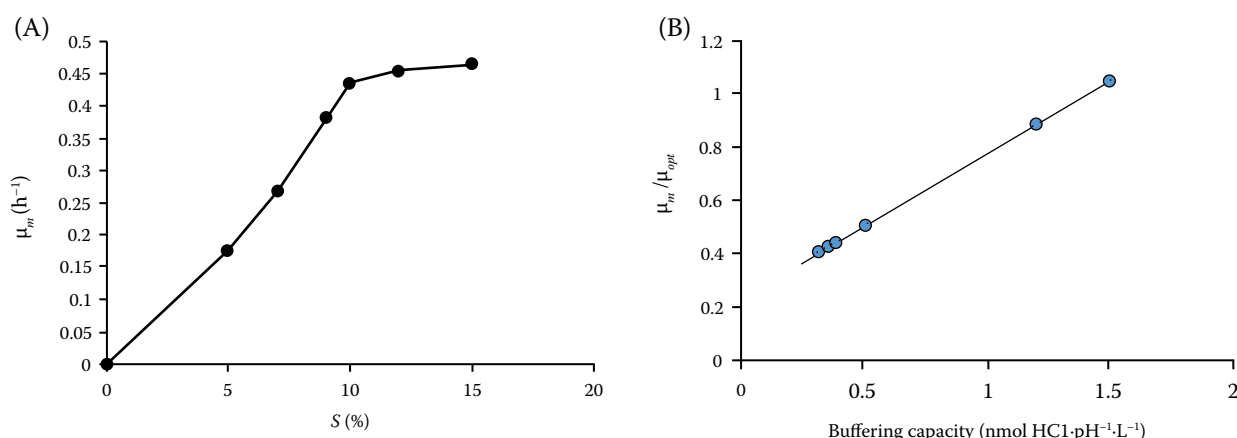 (A)
0.5
0.45
0.4
0.35
0.3
0.25
0.2
0.15
0.1
0.05
0
μm (h⁻¹)
0 5 10 15 20
S (%)
(B)
1.2
1
0.8
0.6
0.4
0.2
0
μm /μopt
0 0.5 1 1.5 2
Buffering capacity (nmol HC1·pH⁻¹·L⁻¹)